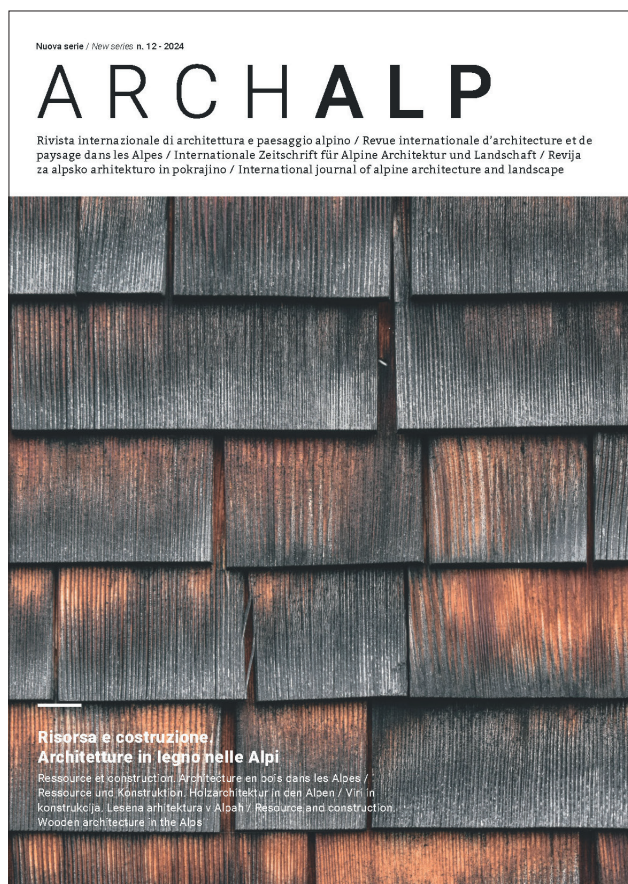 Nuova serie / New series n. 12 - 2024
ARCHALP
Rivista internazionale di architettura e paesaggio alpino / Revue internationale d'architecture et de
paysage dans les Alpes / Internationale Zeitschrift für Alpine Architektur und Landschaft / Revija
za alpsko arhitekturo in pokrajino / International journal of alpine architecture and landscape
Risorsa e costruzione.
Architetture in legno nelle Alpi
Ressource et construction. Architecture en bois dans les Alpes /
Ressource und Konstruktion. Holzarchitektur in den Alpen / Viri in
konstrukcija. Lesena arhitektura v Alpah / Resource and construction.
Wooden architecture in the Alps